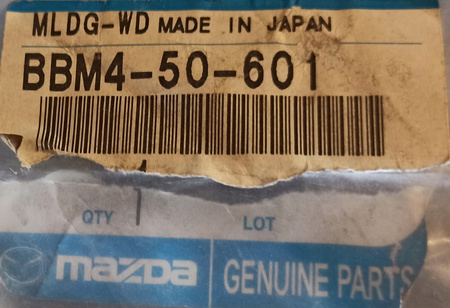 MLDG-WD MADE IN JAPAN
BBM4-50-601
QTY 1 LOT
mazda GENUINE PARTS